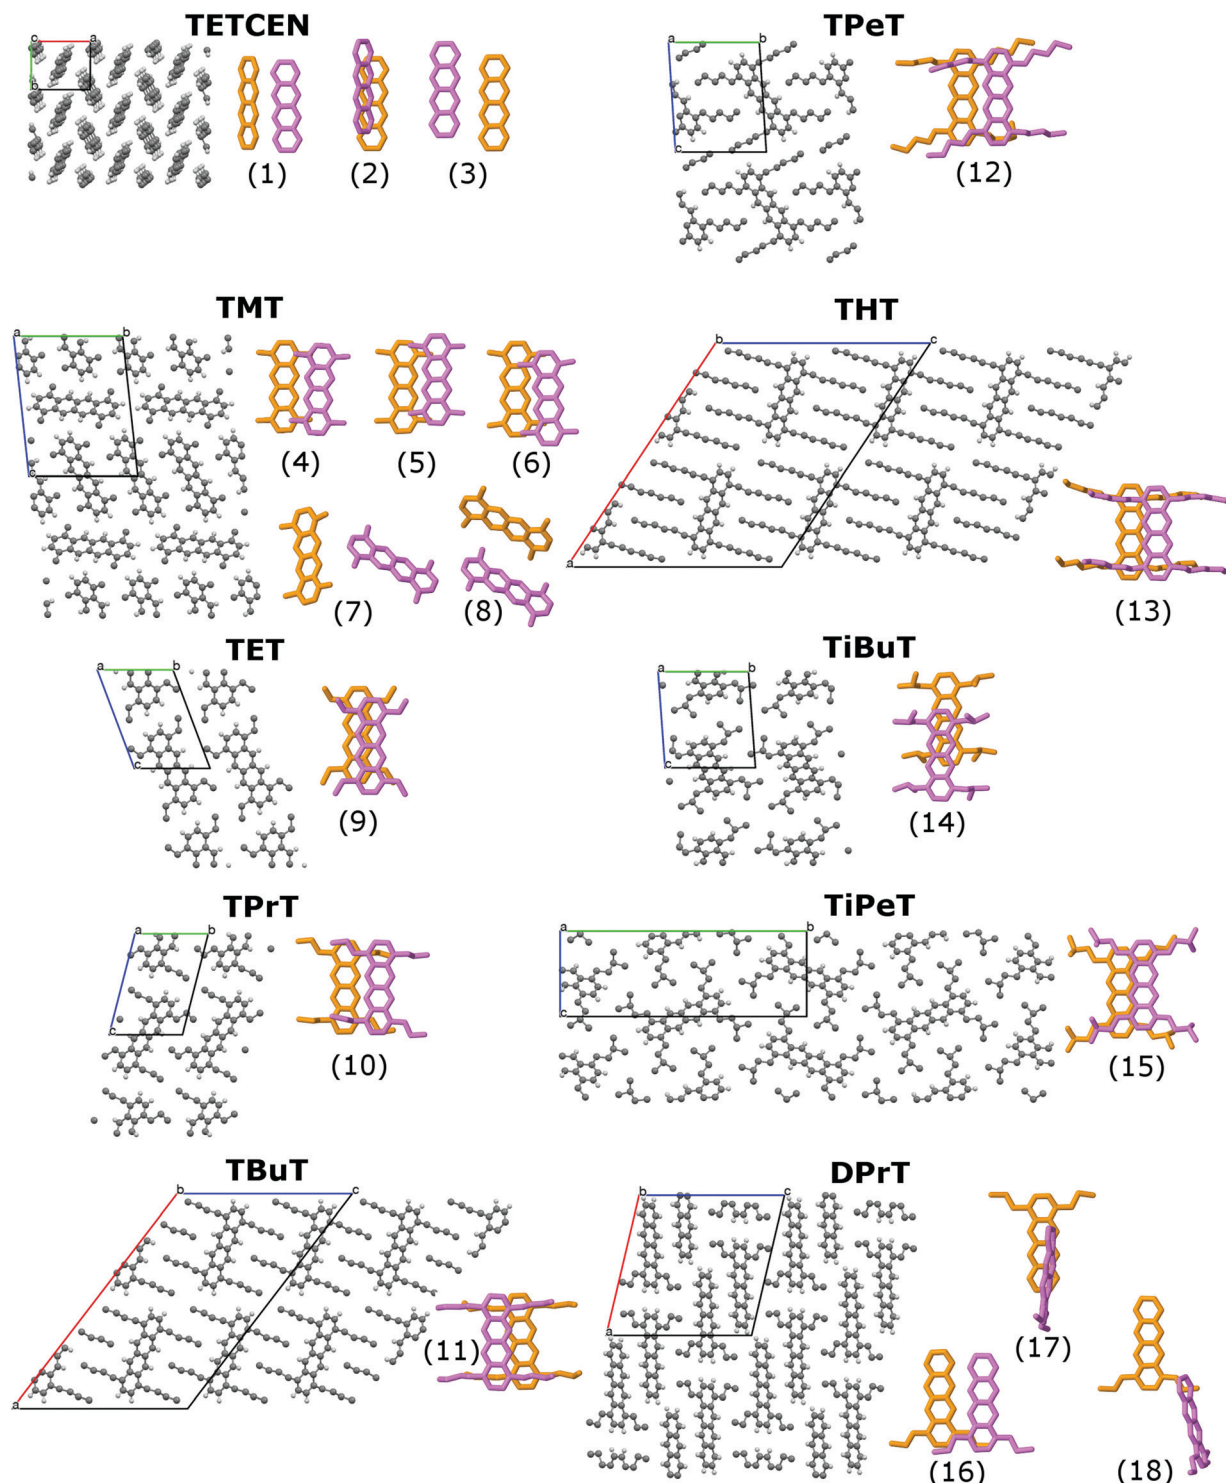 TETCEN
c a
b
(1) (2) (3)
TPeT
a b
c
(12)
TMT
a b
c
(4) (5) (6)
(7) (8)
THT
b c
a
(13)
TET
a b
c
(9)
TiBuT
a b
c
(14)
TPrT
a b
c
(10)
TiPeT
a b
c
(15)
TBuT
b c
a
(11)
DPrT
b c
a
(17)
(16) (18)